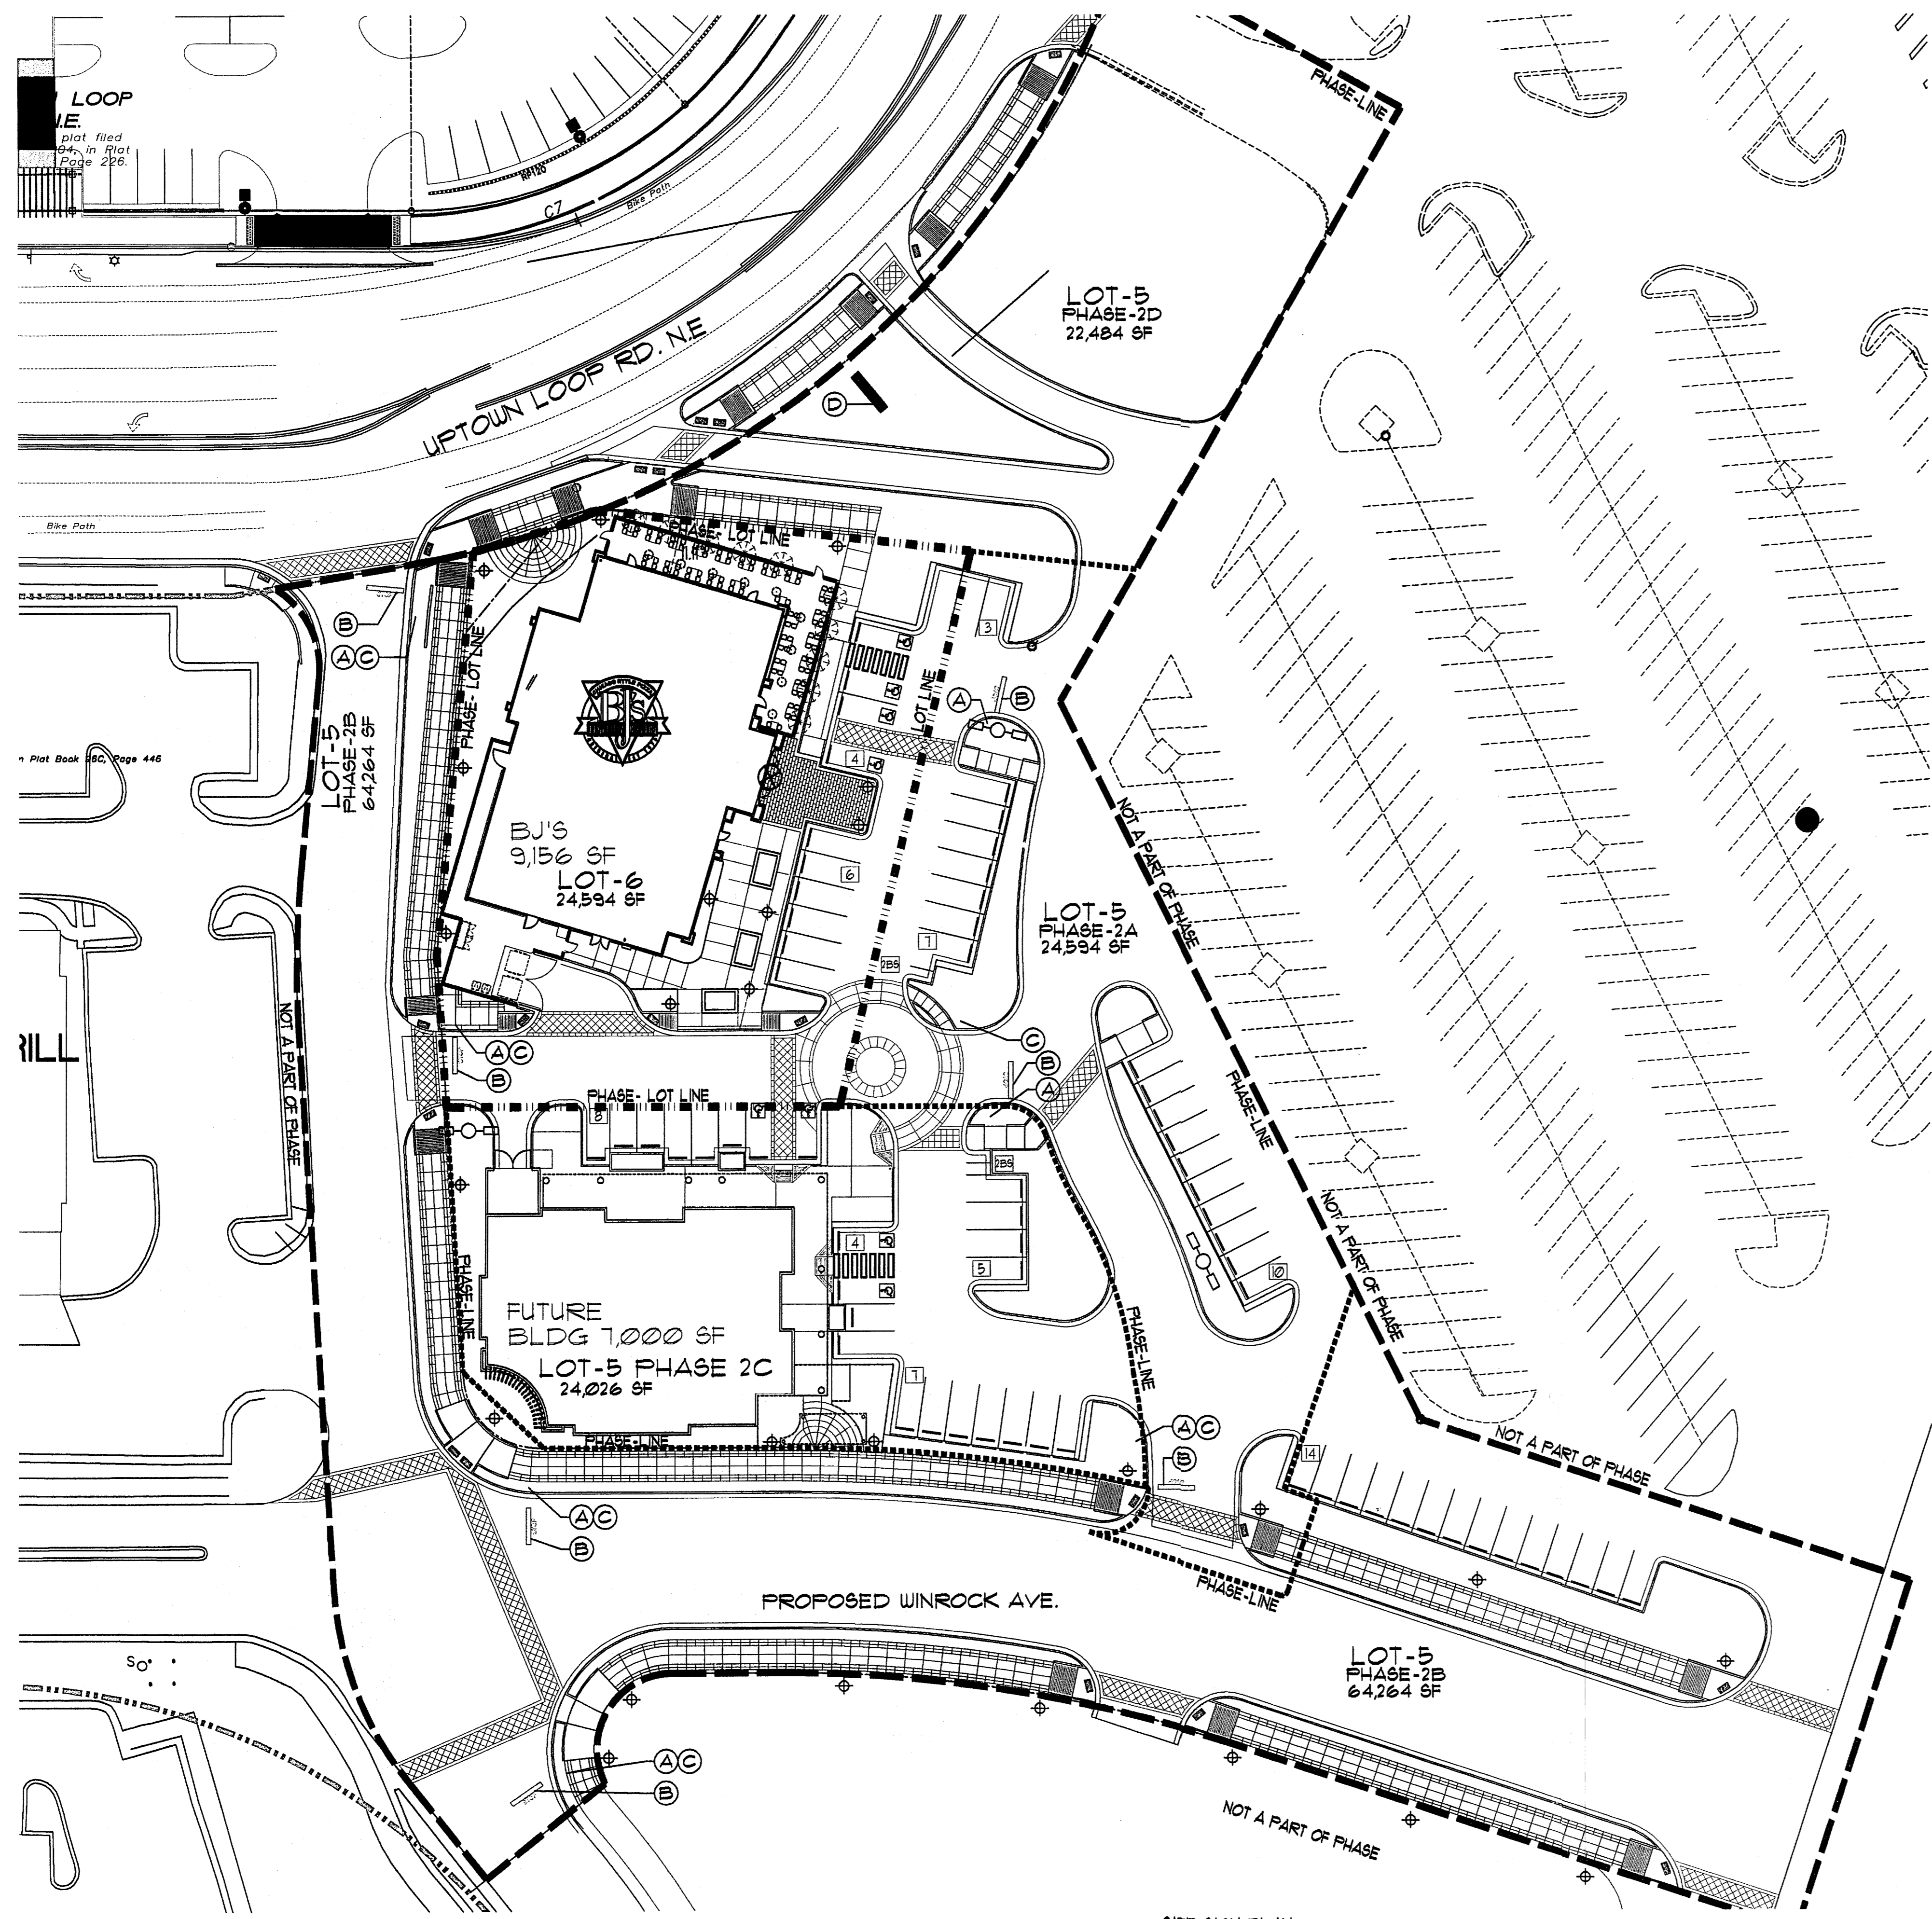 LOOP
.E.
plat filed
, in Plat
Page 226.
RP120
C7
Bike Path
PHASE-LINE
LOT-5
PHASE-2D
22,484 SF
UPTOWN LOOP RD. N.E
D
Bike Path
PHASE- LOT LINE
B
A C
3
PHASE- LOT LINE
LOT LINE
A
B
LOT-5
PHASE-2B
64,264 SF
Plat Book 26C, Page 446
BJ'S
4
BJ'S
9,156 SF
LOT-6
24,594 SF
6
7
LOT-5
PHASE-2A
24,594 SF
NOT A PART OF PHASE
2BS
NOT A PART OF PHASE
RILL
A C
B
C
B
A
PHASE- LOT LINE
PHASE-LINE
8
2BS
NOT A PART OF PHASE
PHASE-LINE
4
5
10
FUTURE
BLDG 7,000 SF
LOT-5 PHASE 2C
24,026 SF
PHASE-LINE
7
PHASE-LINE
A C
B
14
NOT A PART OF PHASE
A C
B
PHASE-LINE
PROPOSED WINROCK AVE.
LOT-5
PHASE-2B
64,264 SF
SO
A C
B
NOT A PART OF PHASE